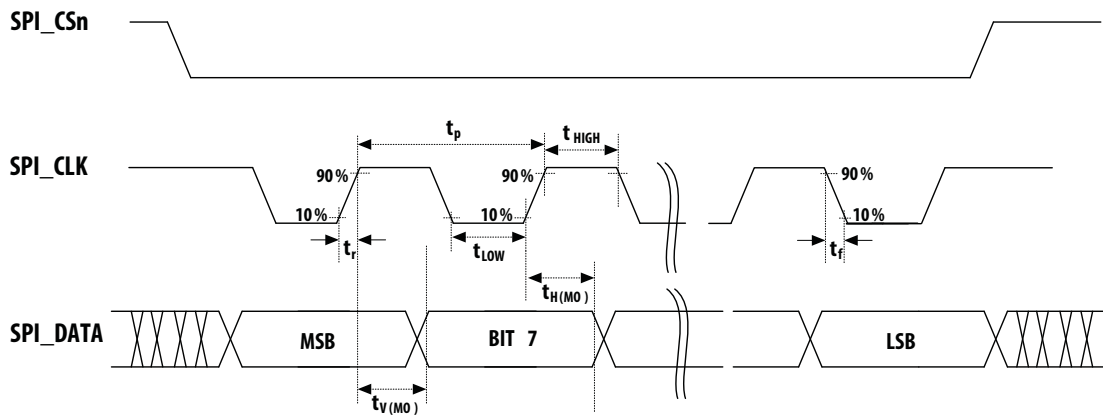 SPI_CSn
t_p
t_HIGH
SPI_CLK
90%
90%
90%
10%
10%
10%
t_r
t_LOW
t_f
t_H(MO)
SPI_DATA
MSB
BIT 7
LSB
t_V(MO)